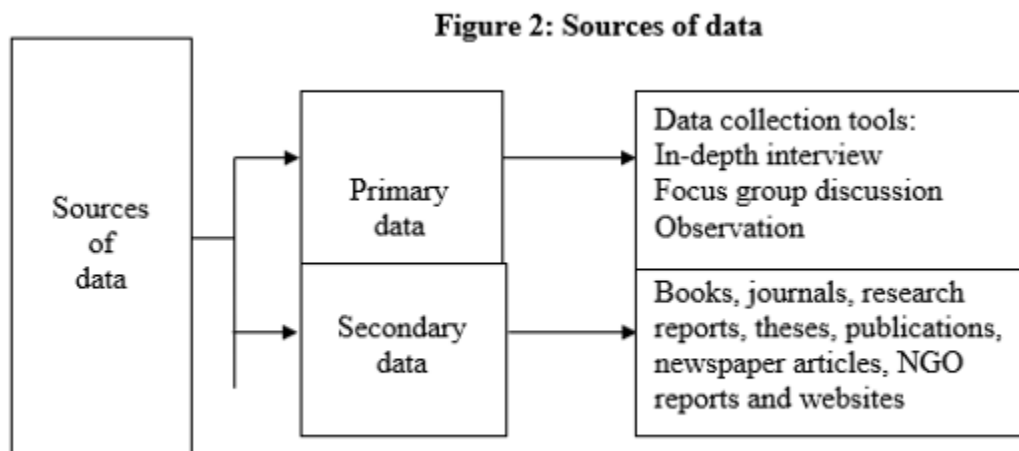 Figure 2: Sources of data
Sources
of
data
Primary
data
Data collection tools:
In-depth interview
Focus group discussion
Observation
Secondary
data
Books, journals, research
reports, theses, publications,
newspaper articles, NGO
reports and websites